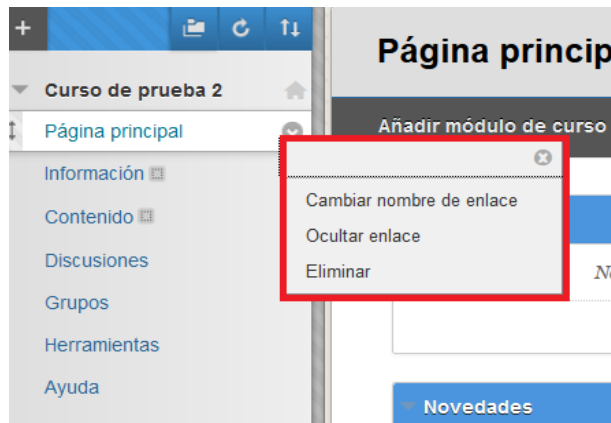 Curso de prueba 2
Página principal
Información
Contenido
Discusiones
Grupos
Herramientas
Ayuda
Página princip
Añadir módulo de curso
Cambiar nombre de enlace
Ocultar enlace
Eliminar
No
Novedades